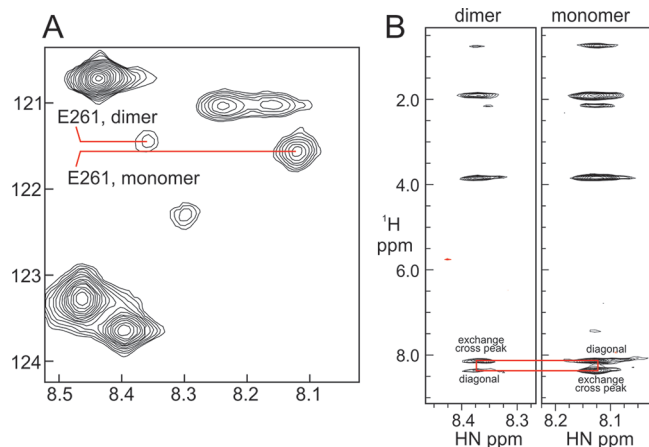 A
121
122
123
124
E261, dimer
E261, monomer
8.5 8.4 8.3 8.2 8.1
B
dimer monomer
2.0
4.0
¹H
ppm
6.0
8.0
exchange
cross peak
diagonal
diagonal
exchange
cross peak
8.4 8.3 8.2 8.1
HN ppm HN ppm